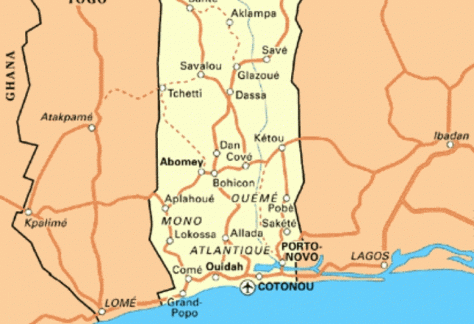 TOGO
Aklampa
Savé
Savalou
Glazoué
GHANA
Tchetti
Dassa
Atakpamé
Ibadan
Kétou
Dan
Abomey
Cové
Bohicon
Aplahoué
OUÉMÉ
Pobé
Kpalimé
MONO
Sakété
Lokossa
Allada
ATLANTIQUE
PORTO-
NOVO
LAGOS
Comé
Ouidah
COTONOU
LOMÉ
Grand-
Popo